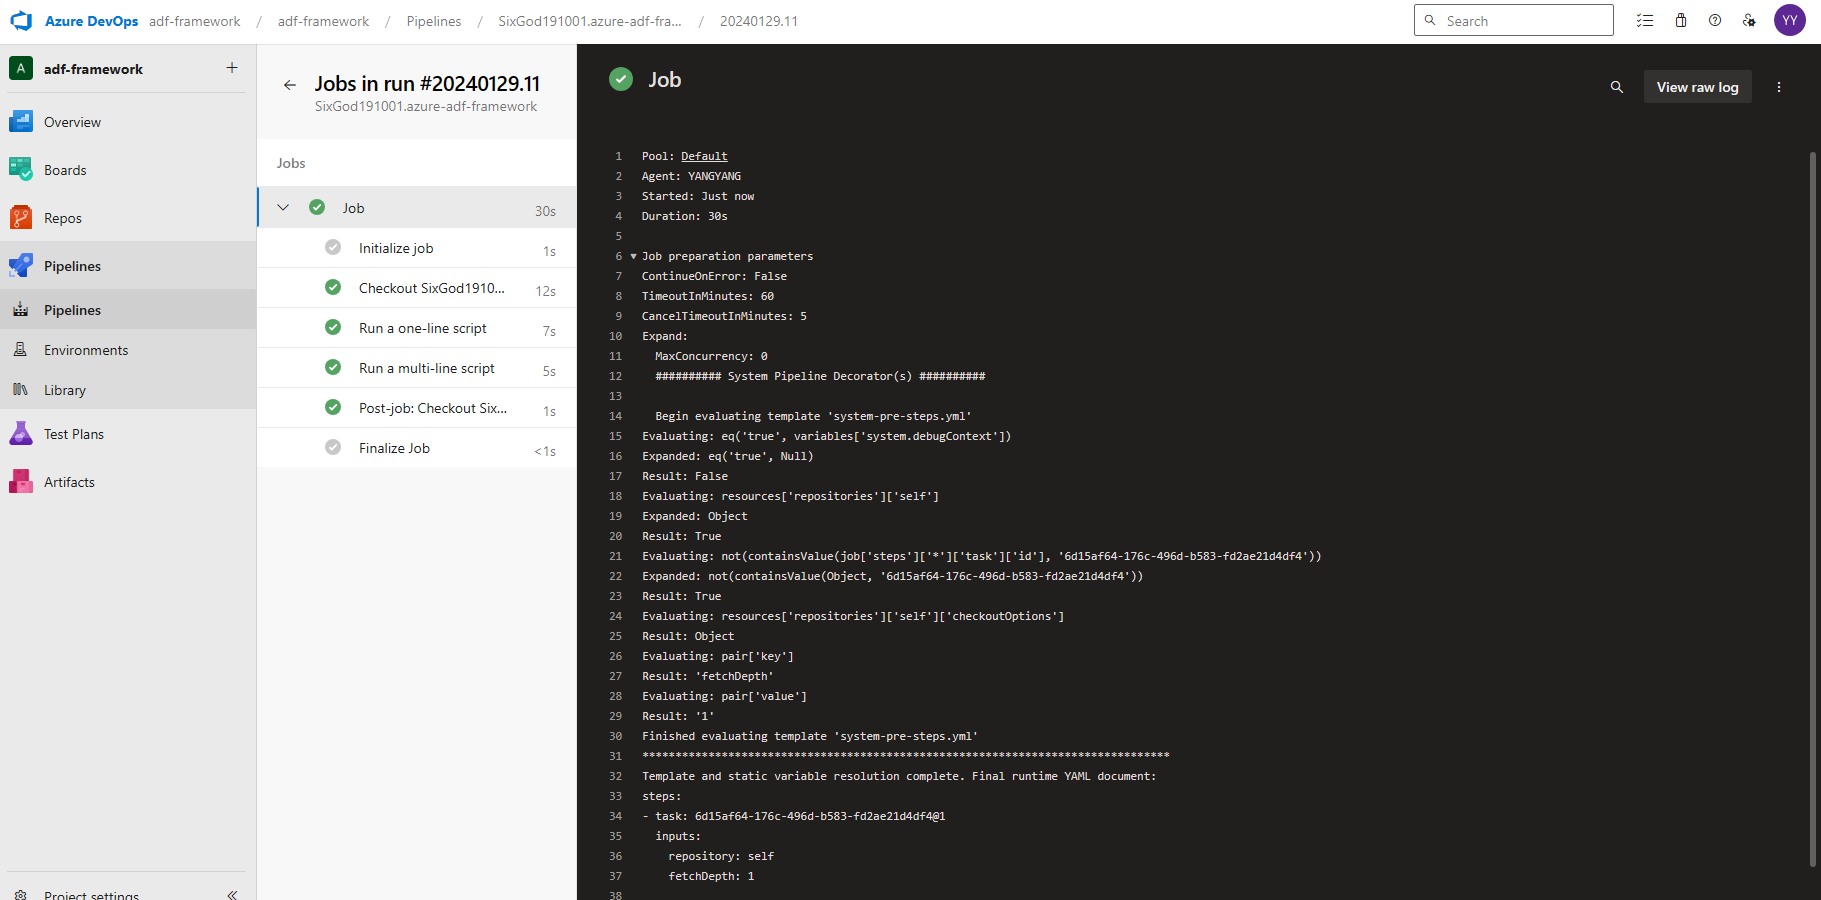 Azure DevOps adf-framework / adf-framework / Pipelines / SixGod191001.azure-adf-fra... / 20240129.11
Search
YY
A adf-framework +
Overview
Boards
Repos
Pipelines
Pipelines
Environments
Library
Test Plans
Artifacts
Project settings
Jobs in run #20240129.11
SixGod191001.azure-adf-framework
Jobs
Job 30s
Initialize job 1s
Checkout SixGod1910... 12s
Run a one-line script 7s
Run a multi-line script 5s
Post-job: Checkout Six... 1s
Finalize Job <1s
Job
View raw log
1 Pool: Default
2 Agent: YANGYANG
3 Started: Just now
4 Duration: 30s
5
6 Job preparation parameters
7 ContinueOnError: False
8 TimeoutInMinutes: 60
9 CancelTimeoutInMinutes: 5
10 Expand:
11 MaxConcurrency: 0
12 ########## System Pipeline Decorator(s) ##########
13
14 Begin evaluating template 'system-pre-steps.yml'
15 Evaluating: eq('true', variables['system.debugContext'])
16 Expanded: eq('true', Null)
17 Result: False
18 Evaluating: resources['repositories']['self']
19 Expanded: Object
20 Result: True
21 Evaluating: not(containsValue(job['steps']['*']['task']['id'], '6d15af64-176c-496d-b583-fd2ae21d4df4'))
22 Expanded: not(containsValue(Object, '6d15af64-176c-496d-b583-fd2ae21d4df4'))
23 Result: True
24 Evaluating: resources['repositories']['self']['checkoutOptions']
25 Result: Object
26 Evaluating: pair['key']
27 Result: 'fetchDepth'
28 Evaluating: pair['value']
29 Result: '1'
30 Finished evaluating template 'system-pre-steps.yml'
31 ********************************************************************************
32 Template and static variable resolution complete. Final runtime YAML document:
33 steps:
34 - task: 6d15af64-176c-496d-b583-fd2ae21d4df4@1
35 inputs:
36 repository: self
37 fetchDepth: 1
38